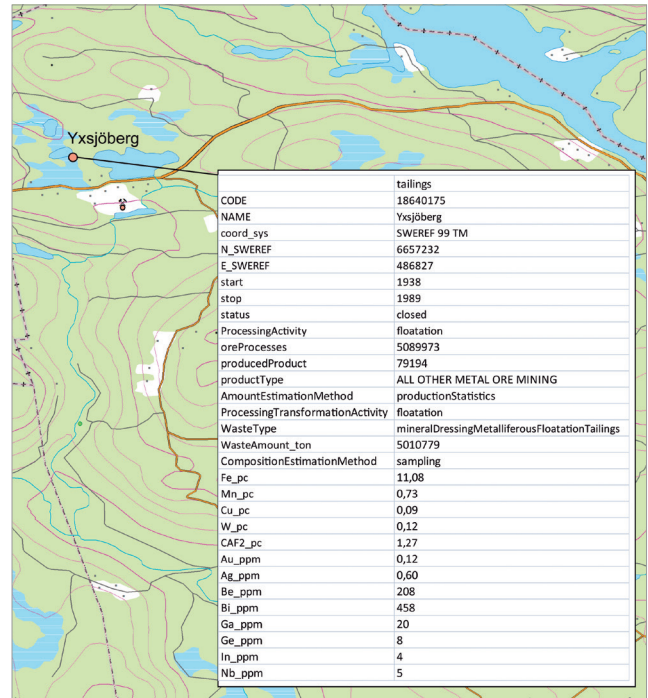 Yxsjöberg
tailings
CODE 18640175
NAME Yxsjöberg
coord_sys SWEREF 99 TM
N_SWEREF 6657232
E_SWEREF 486827
start 1938
stop 1989
status closed
ProcessingActivity floatation
oreProcesses 5089973
producedProduct 79194
productType ALL OTHER METAL ORE MINING
AmountEstimationMethod productionStatistics
ProcessingTransformationActivity floatation
WasteType mineralDressingMetalliferousFloatationTailings
WasteAmount_ton 5010779
CompositionEstimationMethod sampling
Fe_pc 11,08
Mn_pc 0,73
Cu_pc 0,09
W_pc 0,12
CAF2_pc 1,27
Au_ppm 0,12
Ag_ppm 0,60
Be_ppm 208
Bi_ppm 458
Ga_ppm 20
Ge_ppm 8
In_ppm 4
Nb_ppm 5